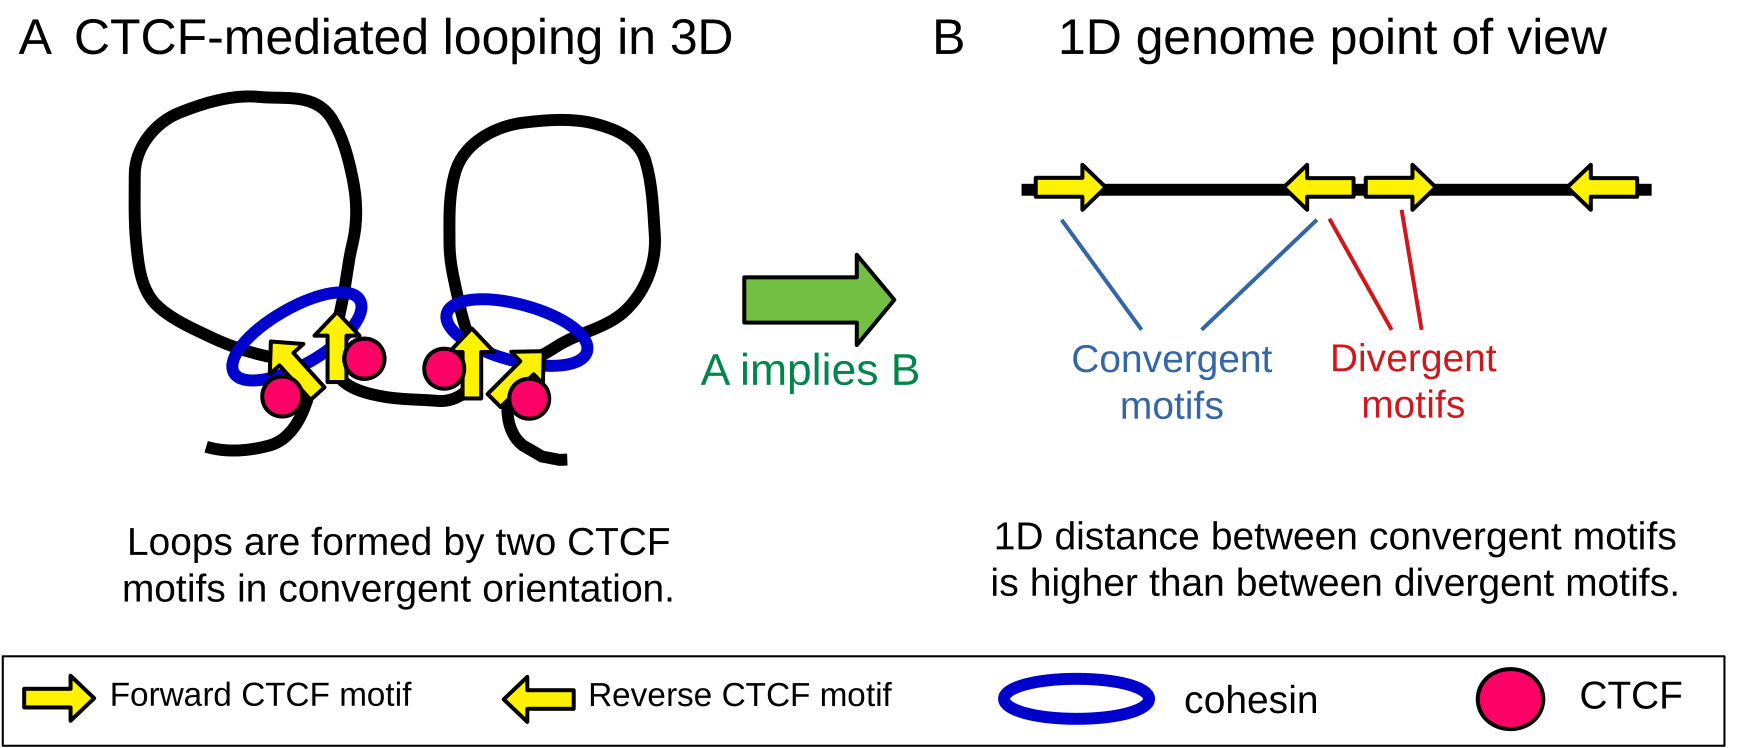 A CTCF-mediated looping in 3D
B 1D genome point of view
A implies B
Convergent
motifs
Divergent
motifs
Loops are formed by two CTCF
motifs in convergent orientation.
1D distance between convergent motifs
is higher than between divergent motifs.
Forward CTCF motif
Reverse CTCF motif
cohesin
CTCF